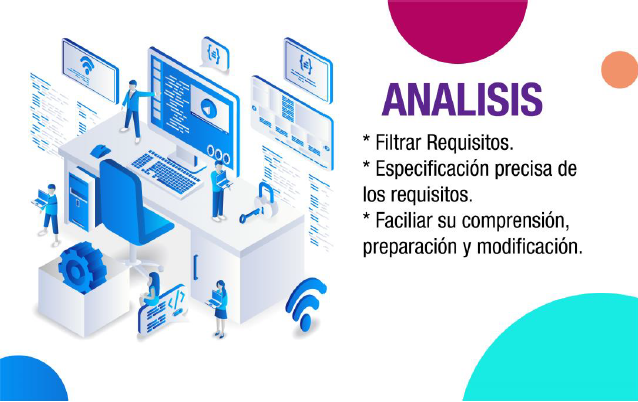 ANALISIS
* Filtrar Requisitos.
* Especificación precisa de
los requisitos.
* Faciliar su comprensión,
preparación y modificación.